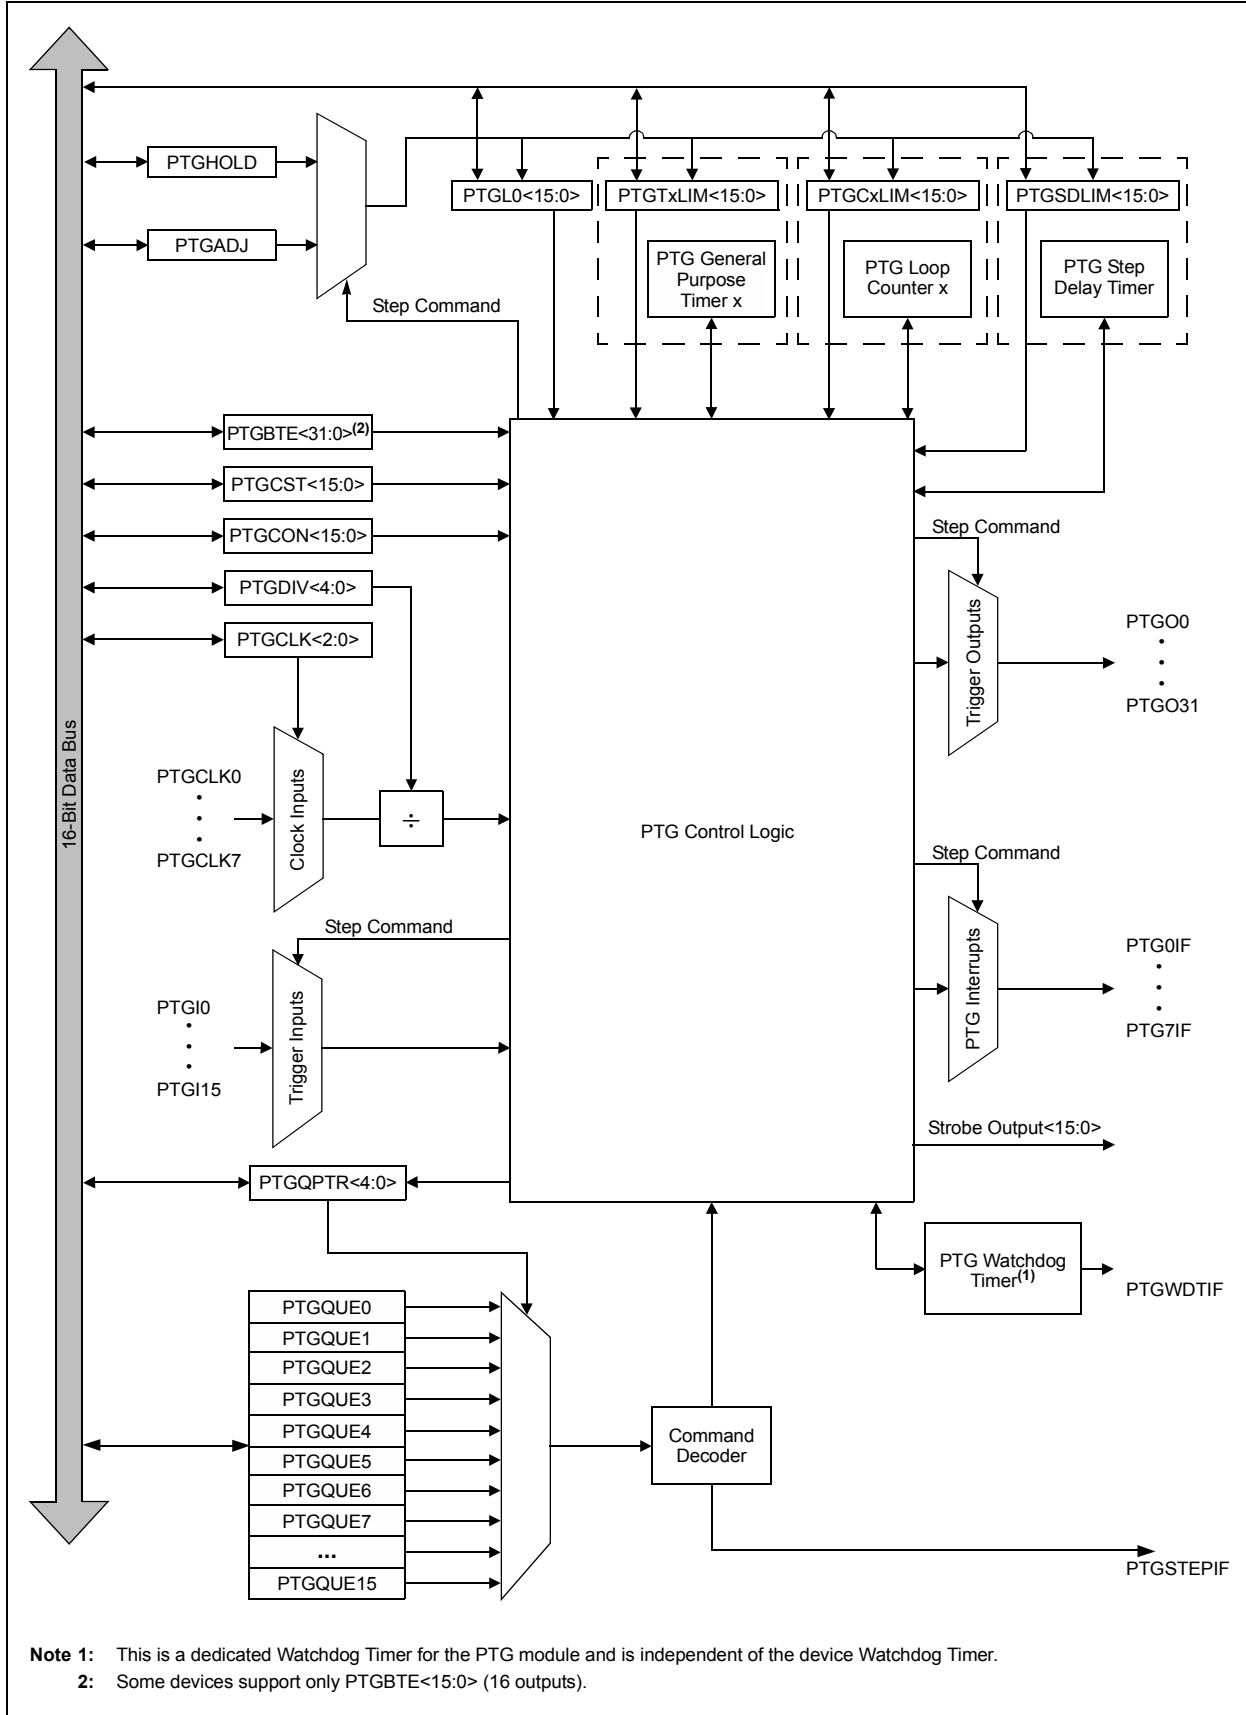 PTGHOLD
PTGADJ
PTGL0<15:0>
PTGTxLIM<15:0>
PTGCxLIM<15:0>
PTGSDLIM<15:0>
PTG General
Purpose
Timer x
PTG Loop
Counter x
PTG Step
Delay Timer
Step Command
PTGBTE<31:0>(2)
PTGCST<15:0>
PTGCON<15:0>
PTGDIV<4:0>
PTGCLK<2:0>
16-Bit Data Bus
PTGCLK0
•
•
•
PTGCLK7
Clock Inputs
÷
PTG Control Logic
Step Command
Trigger Outputs
PTGO0
•
•
•
PTGO31
Step Command
PTG Interrupts
PTG0IF
•
•
•
PTG7IF
Step Command
PTGI0
•
•
•
PTGI15
Trigger Inputs
Strobe Output<15:0>
PTGQPTR<4:0>
PTG Watchdog
Timer(1)
PTGWDTIF
PTGQUE0
PTGQUE1
PTGQUE2
PTGQUE3
PTGQUE4
PTGQUE5
PTGQUE6
PTGQUE7
...
PTGQUE15
Command
Decoder
PTGSTEPIF
Note 1: This is a dedicated Watchdog Timer for the PTG module and is independent of the device Watchdog Timer.
2: Some devices support only PTGBTE<15:0> (16 outputs).